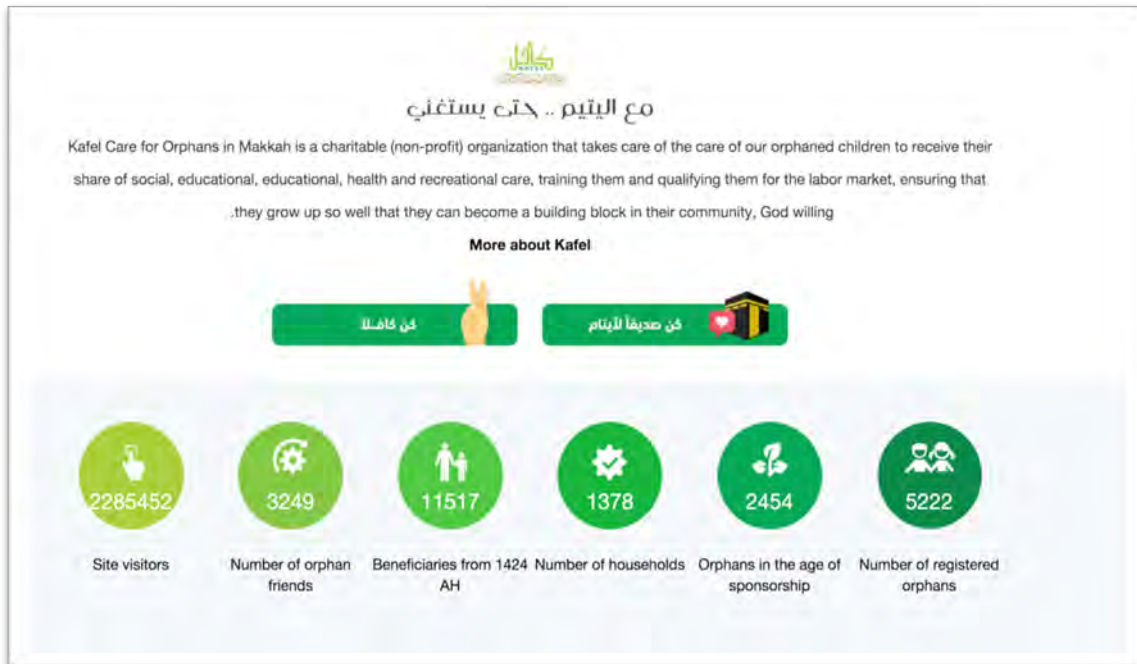 كافل
مع اليتيم .. حتى يستغني
Kafel Care for Orphans in Makkah is a charitable (non-profit) organization that takes care of the care of our orphaned children to receive their
share of social, educational, educational, health and recreational care, training them and qualifying them for the labor market, ensuring that
.they grow up so well that they can become a building block in their community, God willing
More about Kafel
كن كافلاً
كن صديقاً لأيتام
2285452
Site visitors
3249
Number of orphan
friends
11517
Beneficiaries from 1424
AH
1378
Number of households
2454
Orphans in the age of
sponsorship
5222
Number of registered
orphans